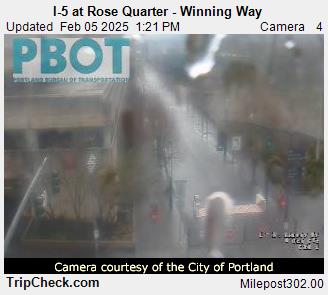 I-5 at Rose Quarter - Winning Way
Updated Feb 05 2025 1:21 PM Camera 4
PBOT
PORTLAND BUREAU OF TRANSPORTATION
Camera courtesy of the City of Portland
TripCheck.com Milepost302.00